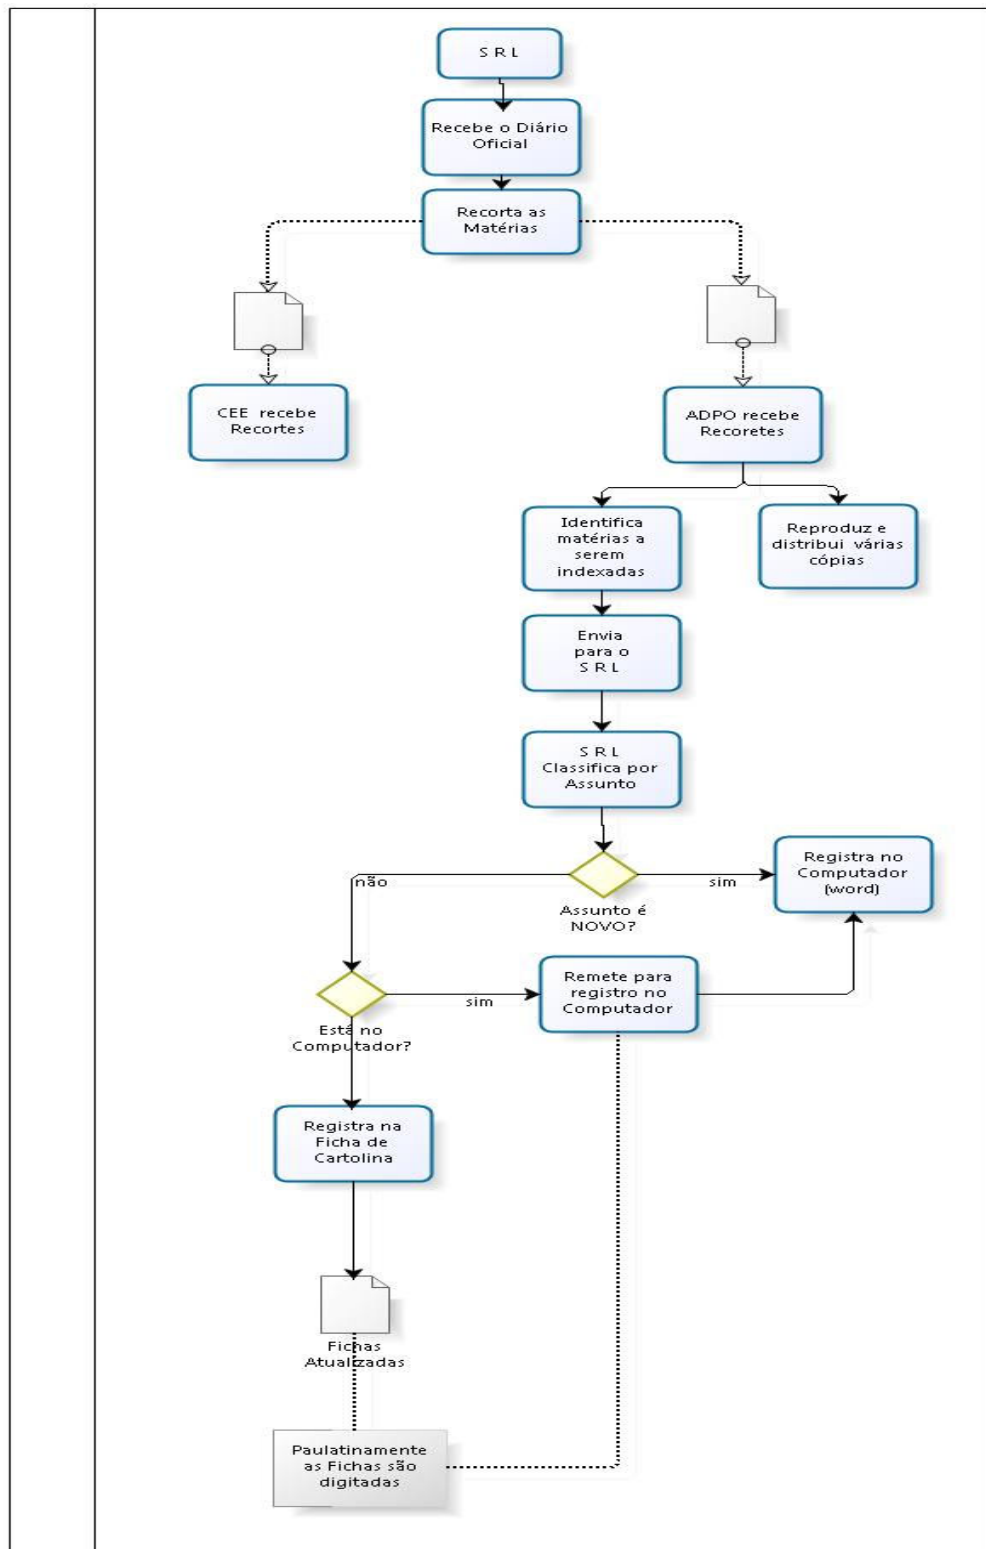 S R L
Recebe o Diário
Oficial
Recorta as
Matérias
CEE recebe
Recortes
ADPO recebe
Recoretes
Identifica
matérias a
serem
indexadas
Reproduz e
distribui várias
cópias
Envia
para o
S R L
S R L
Classifica por
Assunto
Registra no
Computador
(word)
não
sim
Assunto é
NOVO?
Remete para
registro no
Computador
sim
Está no
Computador?
Registra na
Ficha de
Cartolina
Fichas
Atualizadas
Paulatinamente
as Fichas são
digitadas